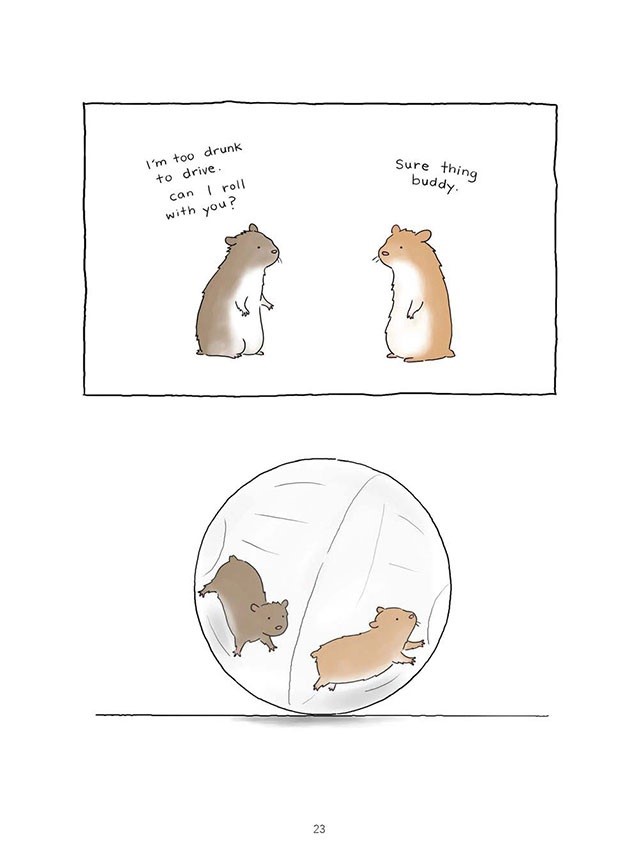 I'm too drunk
to drive.
can I roll
with you?
Sure thing
buddy.
23